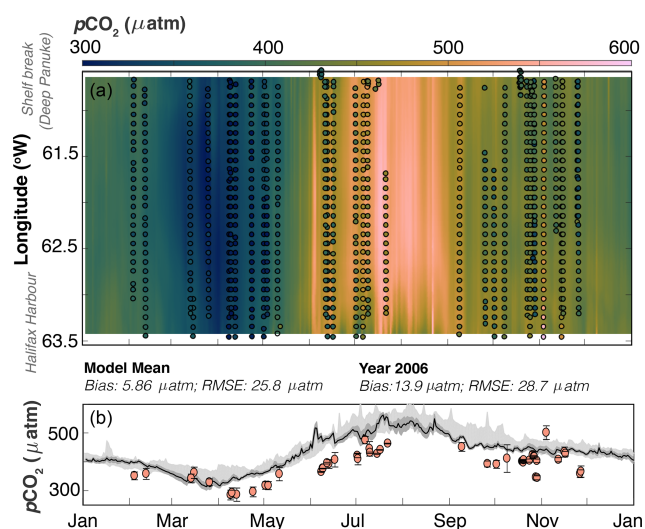 pCO2 (μatm)
300 400 500 600
Shelf break
(Deep Panuke)
Longitude (ºW)
Halifax Harbour
(a)
61.5
62.5
63.5
Model Mean
Bias: 5.86 μatm; RMSE: 25.8 μatm
Year 2006
Bias:13.9 μatm; RMSE: 28.7 μatm
(b)
pCO2 (μatm)
500
300
Jan Mar May Jul Sep Nov Jan